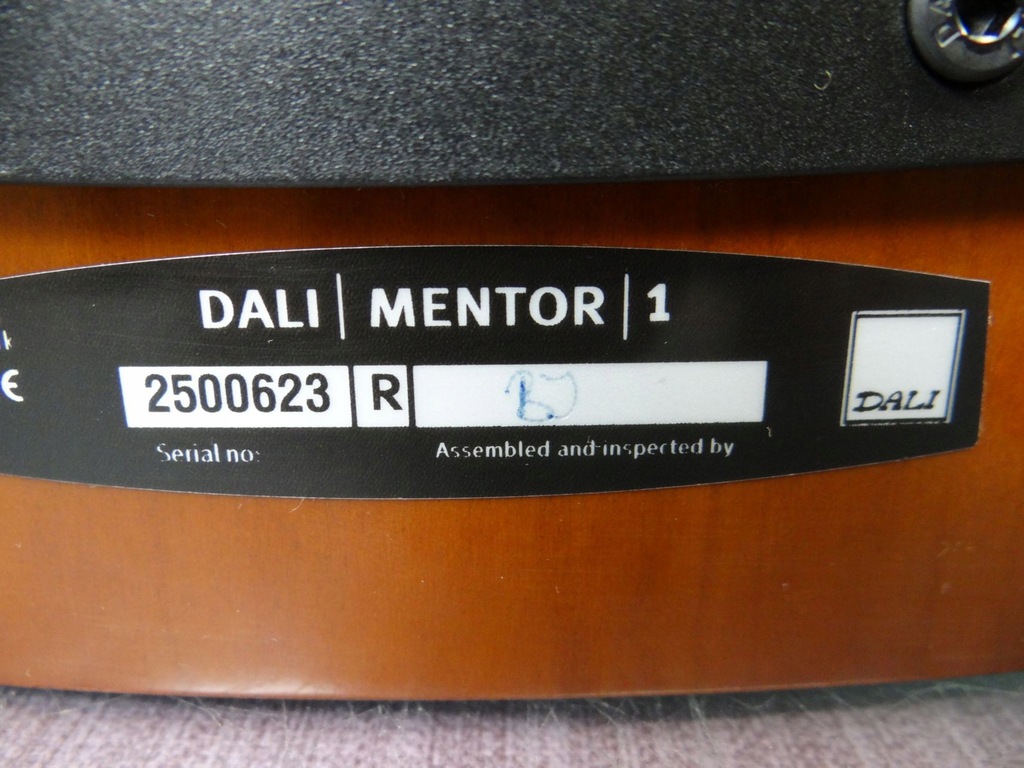 DALI | MENTOR | 1
2500623 R
Serial no: Assembled and inspected by
DALI